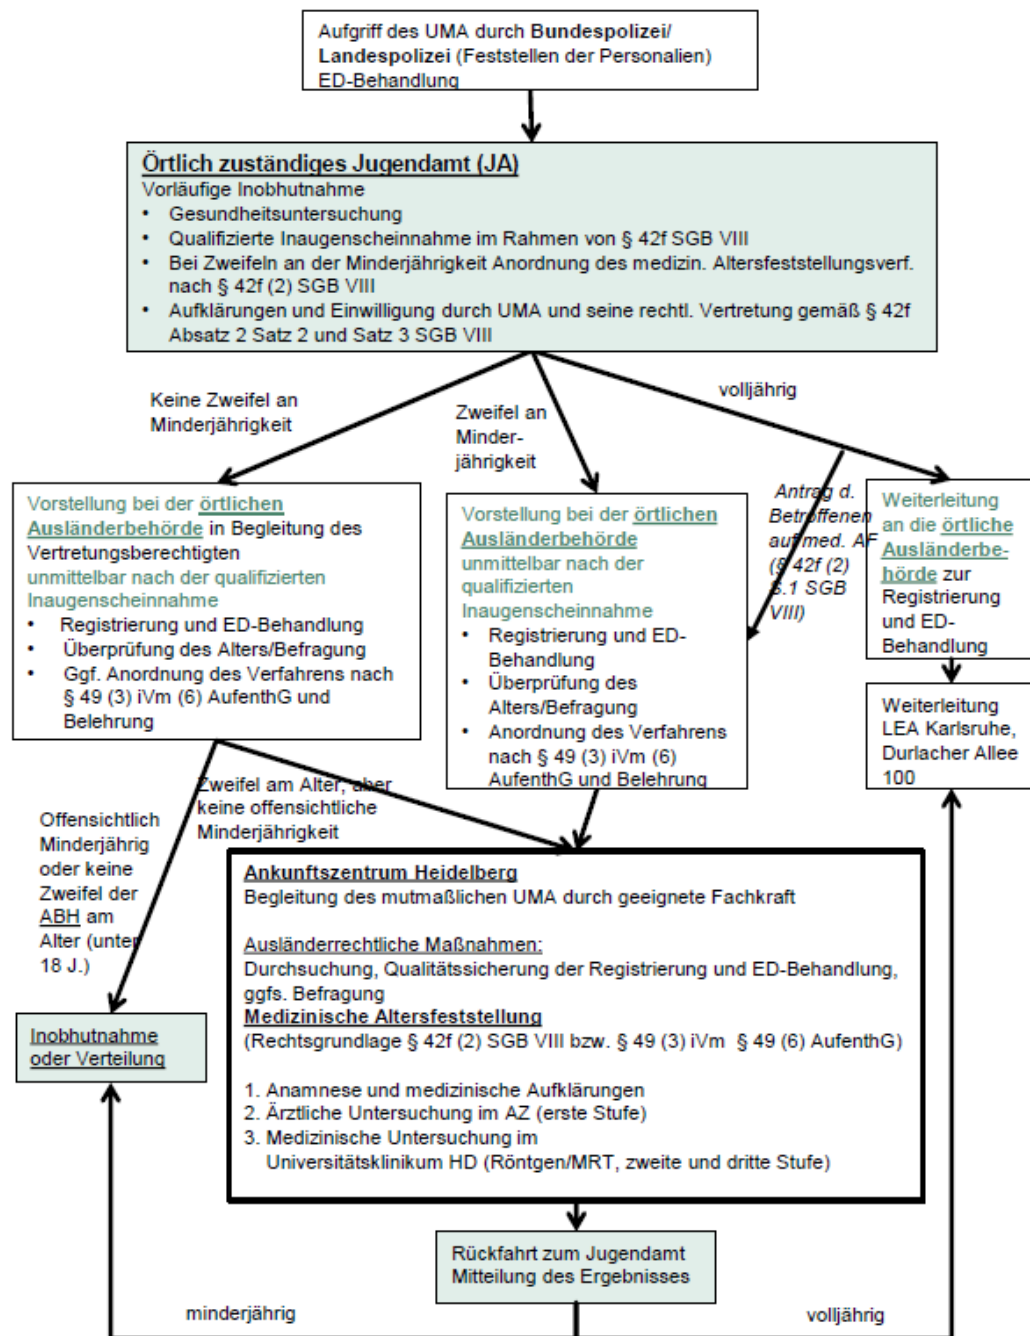 Aufgriff des UMA durch Bundespolizei/
Landespolizei (Feststellen der Personalien)
ED-Behandlung
Örtlich zuständiges Jugendamt (JA)
Vorläufige Inobhutnahme
• Gesundheitsuntersuchung
• Qualifizierte Inaugenscheinnahme im Rahmen von § 42f SGB VIII
• Bei Zweifeln an der Minderjährigkeit Anordnung des medizin. Altersfeststellungsverf.
nach § 42f (2) SGB VIII
• Aufklärungen und Einwilligung durch UMA und seine rechtl. Vertretung gemäß § 42f
Absatz 2 Satz 2 und Satz 3 SGB VIII
Keine Zweifel an
Minderjährigkeit
Zweifel an
Minder-
jährigkeit
volljährig
Vorstellung bei der örtlichen
Ausländerbehörde in Begleitung des
Vertretungsberechtigten
unmittelbar nach der qualifizierten
Inaugenscheinnahme
• Registrierung und ED-Behandlung
• Überprüfung des Alters/Befragung
• Ggf. Anordnung des Verfahrens nach
§ 49 (3) iVm (6) AufenthG und
Belehrung
Vorstellung bei der örtlichen
Ausländerbehörde
unmittelbar nach der
qualifizierten
Inaugenscheinnahme
• Registrierung und ED-
Behandlung
• Überprüfung des
Alters/Befragung
• Anordnung des Verfahrens
nach § 49 (3) iVm (6)
AufenthG und Belehrung
Antrag d.
Betroffenen
auf med. AF
(§ 42f (2)
S.1 SGB
VIII)
Weiterleitung
an die örtliche
Ausländerbe-
hörde zur
Registrierung
und ED-
Behandlung
Weiterleitung
LEA Karlsruhe,
Durlacher Allee
100
Zweifel am Alter, aber
keine offensichtliche
Minderjährigkeit
Offensichtlich
Minderjährig
oder keine
Zweifel der
ABH am
Alter (unter
18 J.)
Inobhutnahme
oder Verteilung
Ankunftszentrum Heidelberg
Begleitung des mutmaßlichen UMA durch geeignete Fachkraft
Ausländerrechtliche Maßnahmen:
Durchsuchung, Qualitätssicherung der Registrierung und ED-Behandlung,
ggfs. Befragung
Medizinische Altersfeststellung
(Rechtsgrundlage § 42f (2) SGB VIII bzw. § 49 (3) iVm § 49 (6) AufenthG)
1. Anamnese und medizinische Aufklärungen
2. Ärztliche Untersuchung im AZ (erste Stufe)
3. Medizinische Untersuchung im
Universitätsklinikum HD (Röntgen/MRT, zweite und dritte Stufe)
Rückfahrt zum Jugendamt
Mitteilung des Ergebnisses
minderjährig
volljährig